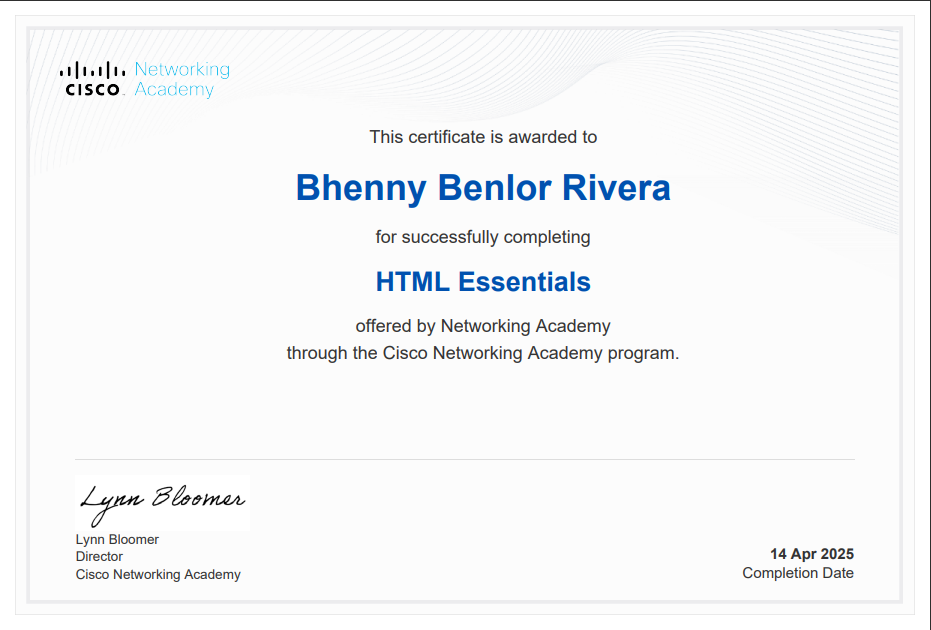 Networking
CISCO Academy
This certificate is awarded to
Bhenny Benlor Rivera
for successfully completing
HTML Essentials
offered by Networking Academy
through the Cisco Networking Academy program.
Lynn Bloomer
Lynn Bloomer
Director
Cisco Networking Academy
14 Apr 2025
Completion Date